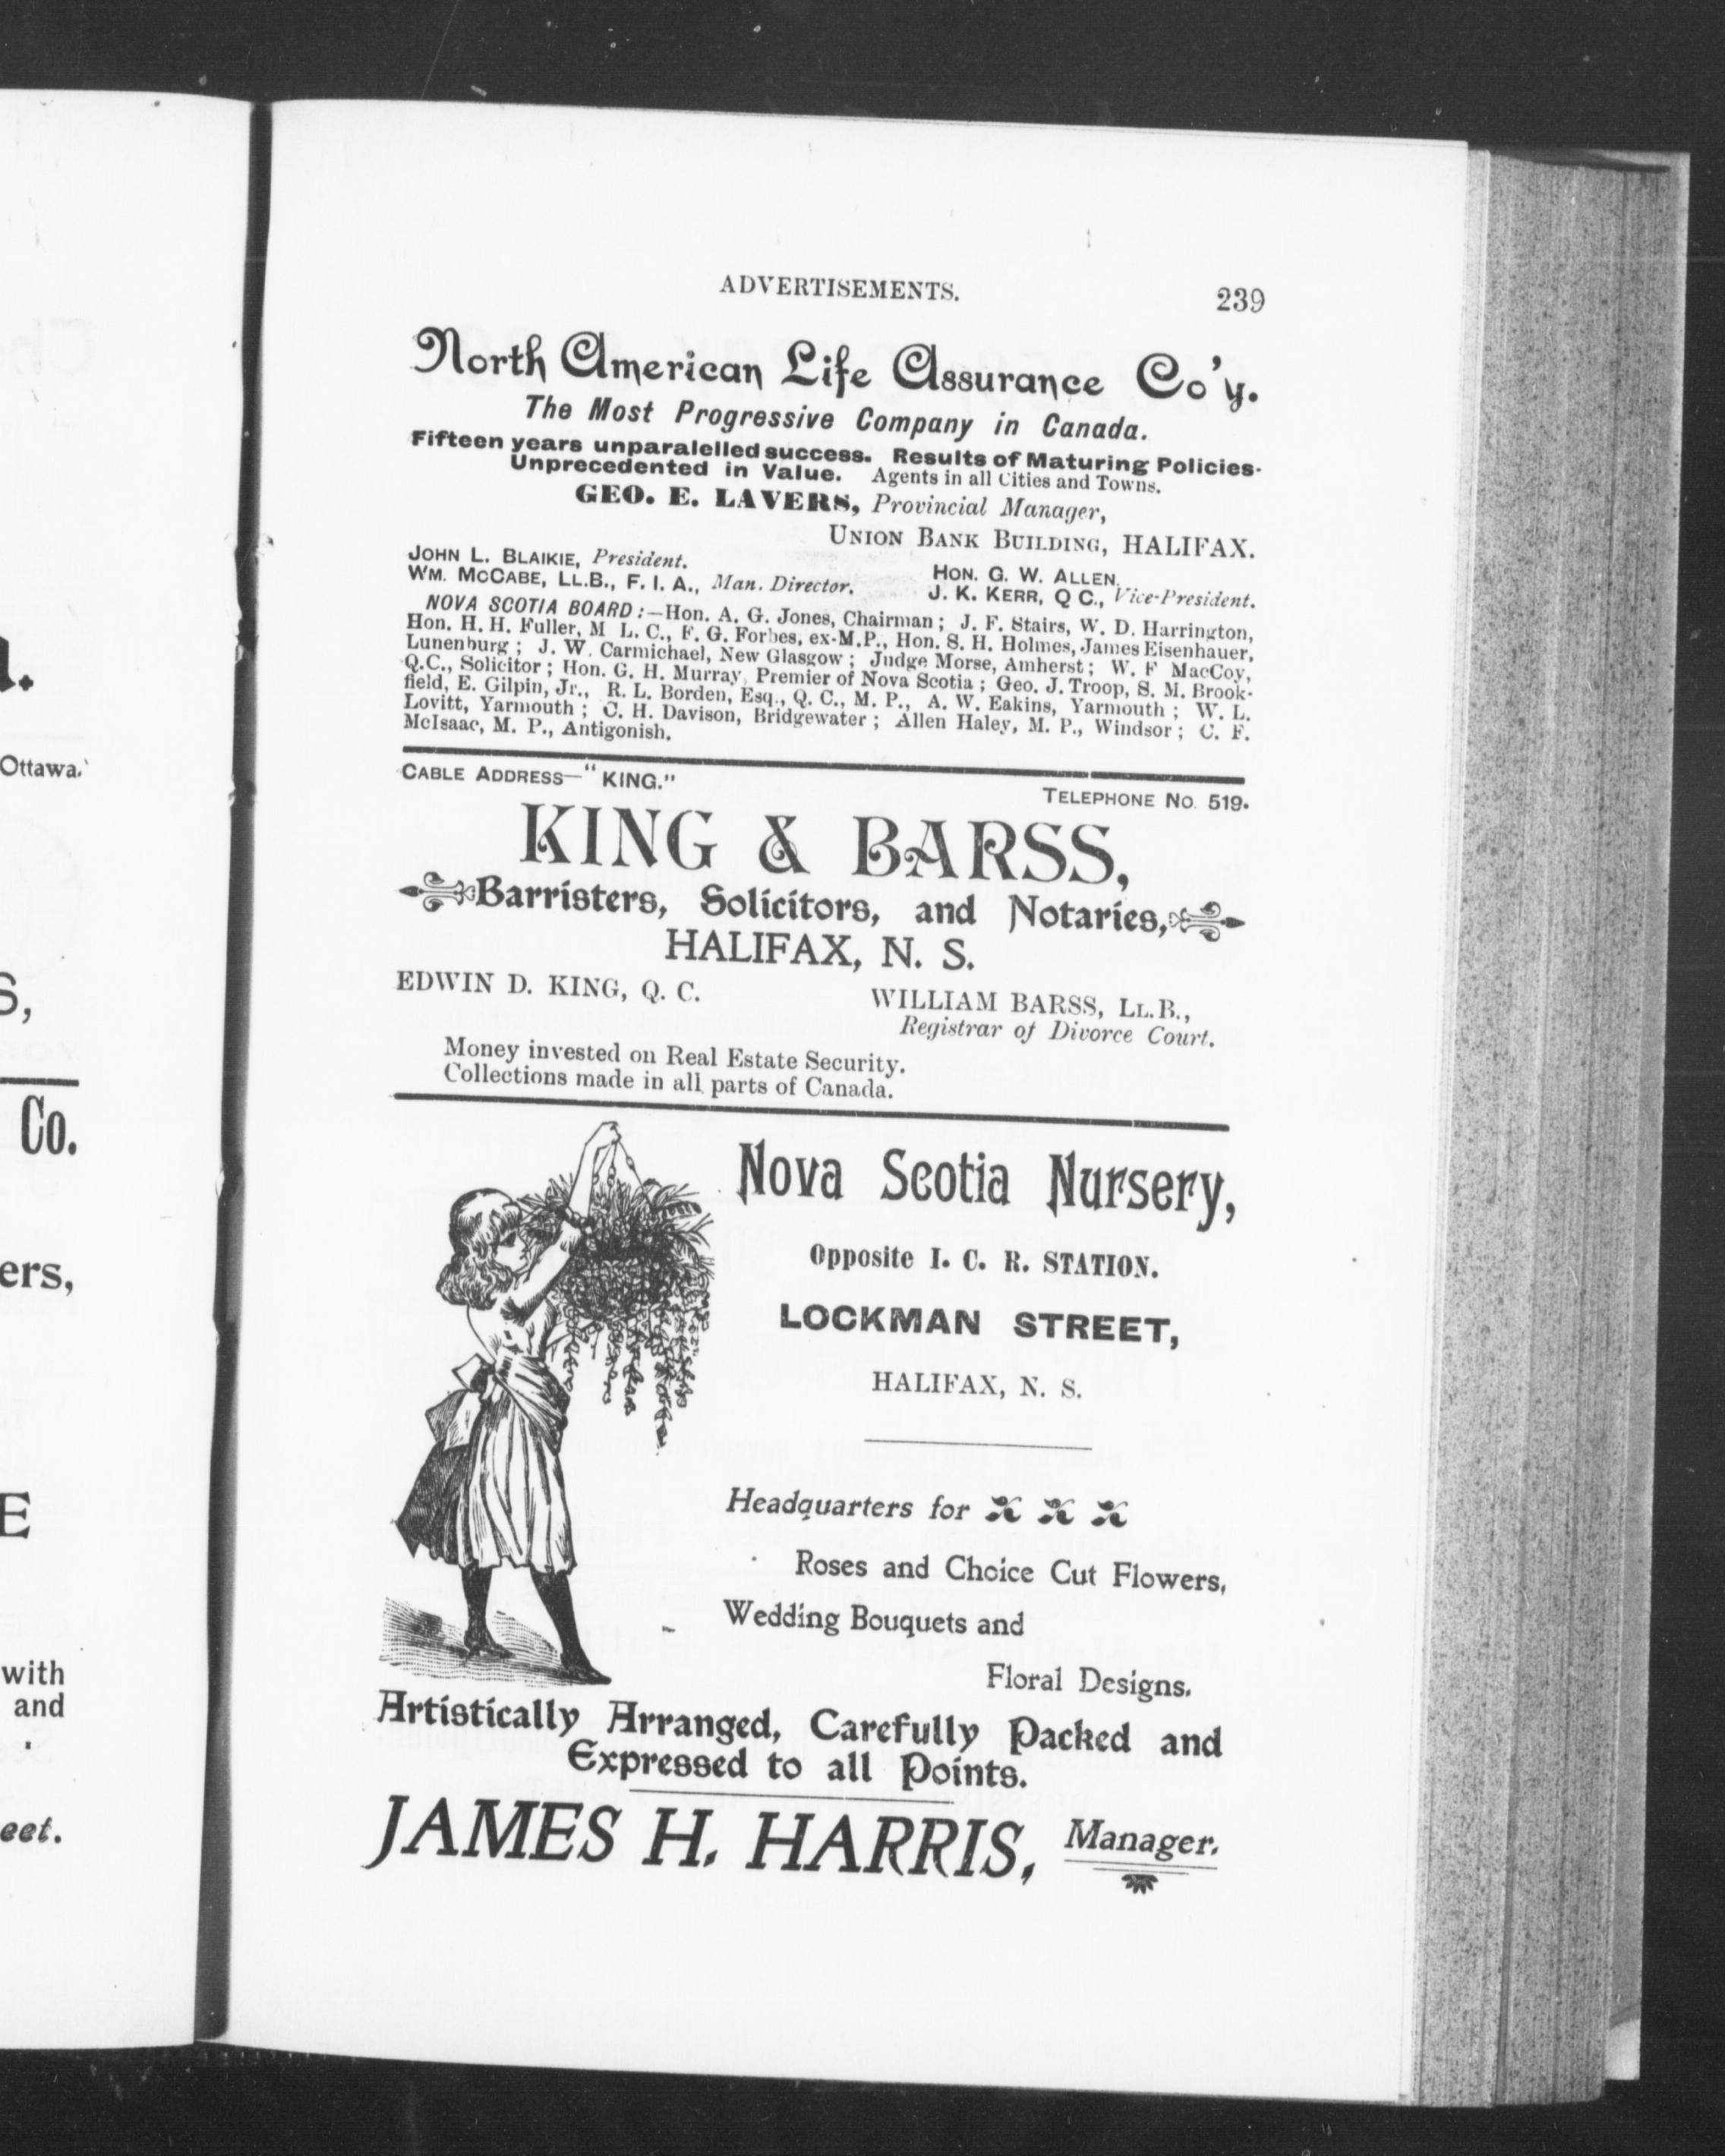 ADVERTISEMENTS. 239
North American Life Assurance Co'y.
The Most Progressive Company in Canada.
Fifteen years unparalelled success. Results of Maturing Policies.
Unprecedented in Value. Agents in all Cities and Towns.
GEO. E. LAVERS, Provincial Manager,
UNION BANK BUILDING, HALIFAX.
JOHN L. BLAIKIE, President. HON. G. W. ALLEN.
WM. MCCABE, LL.B., F. I. A., Man. Director. J. K. KERR, Q C., Vice-President.
NOVA SCOTIA BOARD:—Hon. A. G. Jones, Chairman; J. F. Stairs, W. D. Harrington,
Hon. H. H. Fuller, M L. C., F. G. Forbes, ex-M.P., Hon. S. H. Holmes, James Eisenhauer,
Lunenburg; J. W. Carmichael, New Glasgow; Judge Morse, Amherst; W. F MacCoy,
Q.C., Solicitor; Hon. G. H. Murray, Premier of Nova Scotia; Geo. J. Troop, S. M. Brook-
field, E. Gilpin, Jr., R. L. Borden, Esq., Q. C., M. P., A. W. Eakins, Yarmouth; W. L.
Lovitt, Yarmouth; C. H. Davison, Bridgewater; Allen Haley, M. P., Windsor; C. F.
McIsaac, M. P., Antigonish.
CABLE ADDRESS—"KING." TELEPHONE NO. 519.
KING & BARSS,
Barristers, Solicitors, and Notaries,
HALIFAX, N. S.
EDWIN D. KING, Q. C. WILLIAM BARSS, LL.B.,
Registrar of Divorce Court.
Money invested on Real Estate Security.
Collections made in all parts of Canada.
Nova Scotia Nursery,
Opposite I. C. R. STATION.
LOCKMAN STREET,
HALIFAX, N. S.
Headquarters for
Roses and Choice Cut Flowers,
Wedding Bouquets and
Floral Designs.
Artistically Arranged, Carefully Packed and
Expressed to all Points.
JAMES H. HARRIS, Manager.
Ottawa.
Co.
ers,
with
and
eet.